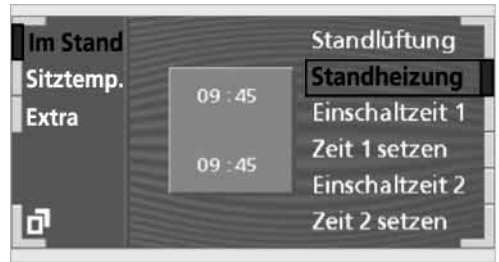 Im Stand
Sitztemp.
Extra
09 : 45
09 : 45
Standlüftung
Standheizung
Einschaltzeit 1
Zeit 1 setzen
Einschaltzeit 2
Zeit 2 setzen